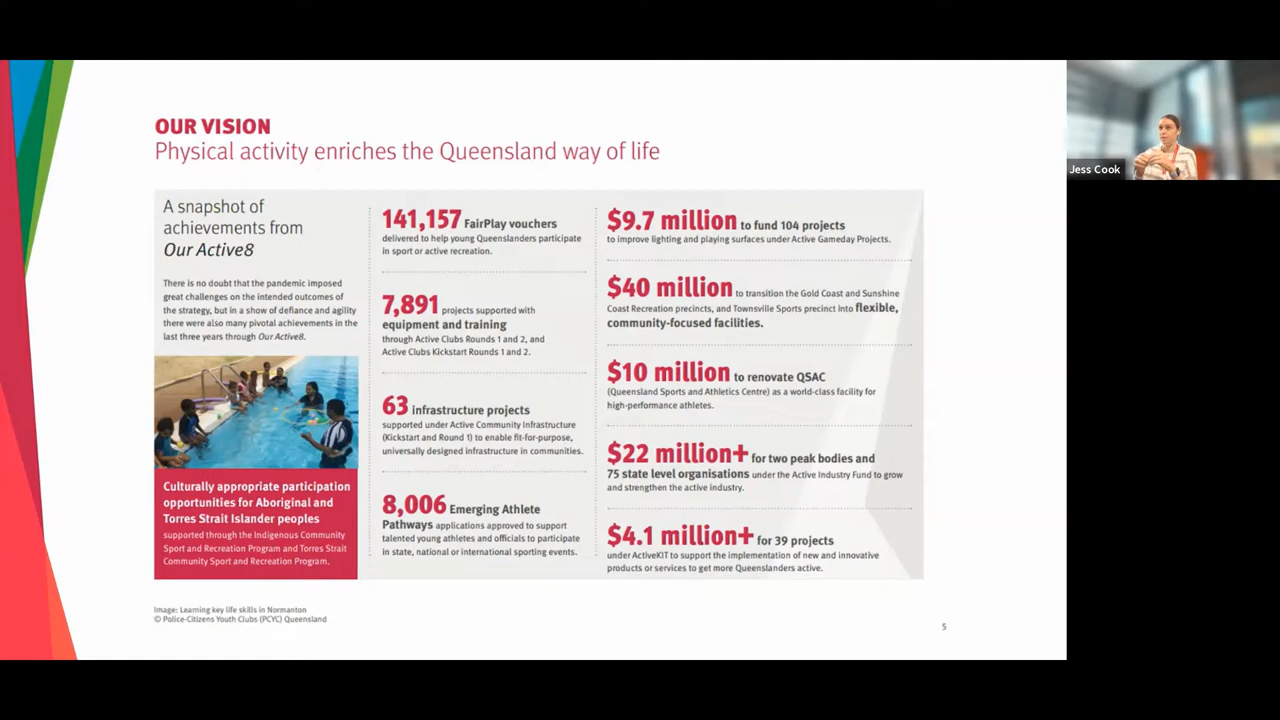 OUR VISION
Physical activity enriches the Queensland way of life
A snapshot of
achievements from
Our Active8
There is no doubt that the pandemic imposed
great challenges on the intended outcomes of
the strategy, but in a show of defiance and agility
there were also many pivotal achievements in the
last three years through Our Active8.
Culturally appropriate participation
opportunities for Aboriginal and
Torres Strait Islander peoples
supported through the Indigenous Community
Sport and Recreation Program and Torres Strait
Community Sport and Recreation Program.
141,157 FairPlay vouchers
delivered to help young Queenslanders participate
in sport or active recreation.
7,891 projects supported with
equipment and training
through Active Clubs Rounds 1 and 2, and
Active Clubs Kickstart Rounds 1 and 2.
63 infrastructure projects
supported under Active Community Infrastructure
(Kickstart and Round 1) to enable fit-for-purpose,
universally designed infrastructure in communities.
8,006 Emerging Athlete
Pathways applications approved to support
talented young athletes and officials to participate
in state, national or international sporting events.
$9.7 million to fund 104 projects
to improve lighting and playing surfaces under Active Gameday Projects.
$40 million to transition the Gold Coast and Sunshine
Coast Recreation precincts, and Townsville Sports precinct into flexible,
community-focused facilities.
$10 million to renovate QSAC
(Queensland Sports and Athletics Centre) as a world-class facility for
high-performance athletes.
$22 million+ for two peak bodies and
75 state level organisations under the Active Industry Fund to grow
and strengthen the active industry.
$4.1 million+ for 39 projects
under ActiveKIT to support the implementation of new and innovative
products or services to get more Queenslanders active.
Image: Learning key life skills in Normanton
© Police-Citizens Youth Clubs (PCYC) Queensland
5
Jess Cook